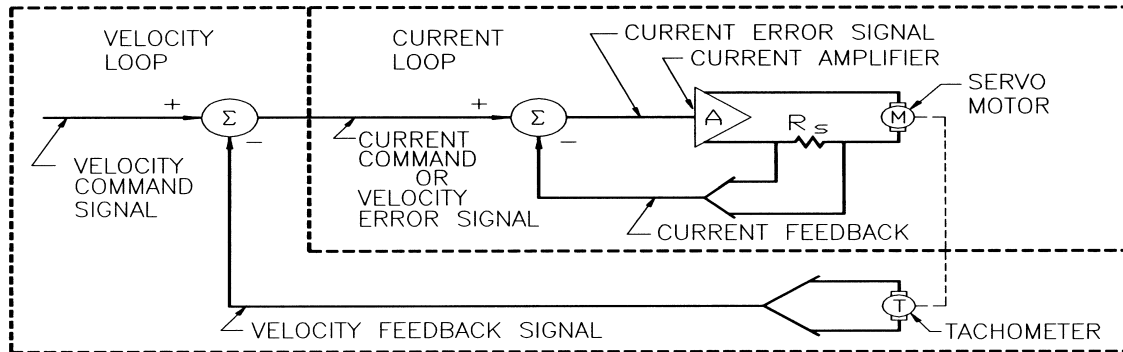 VELOCITY
LOOP
CURRENT
LOOP
CURRENT ERROR SIGNAL
CURRENT AMPLIFIER
SERVO
MOTOR
+
Σ
−
+
Σ
−
A
Rs
M
VELOCITY
COMMAND
SIGNAL
CURRENT
COMMAND
OR
VELOCITY
ERROR SIGNAL
CURRENT FEEDBACK
VELOCITY FEEDBACK SIGNAL
T
TACHOMETER